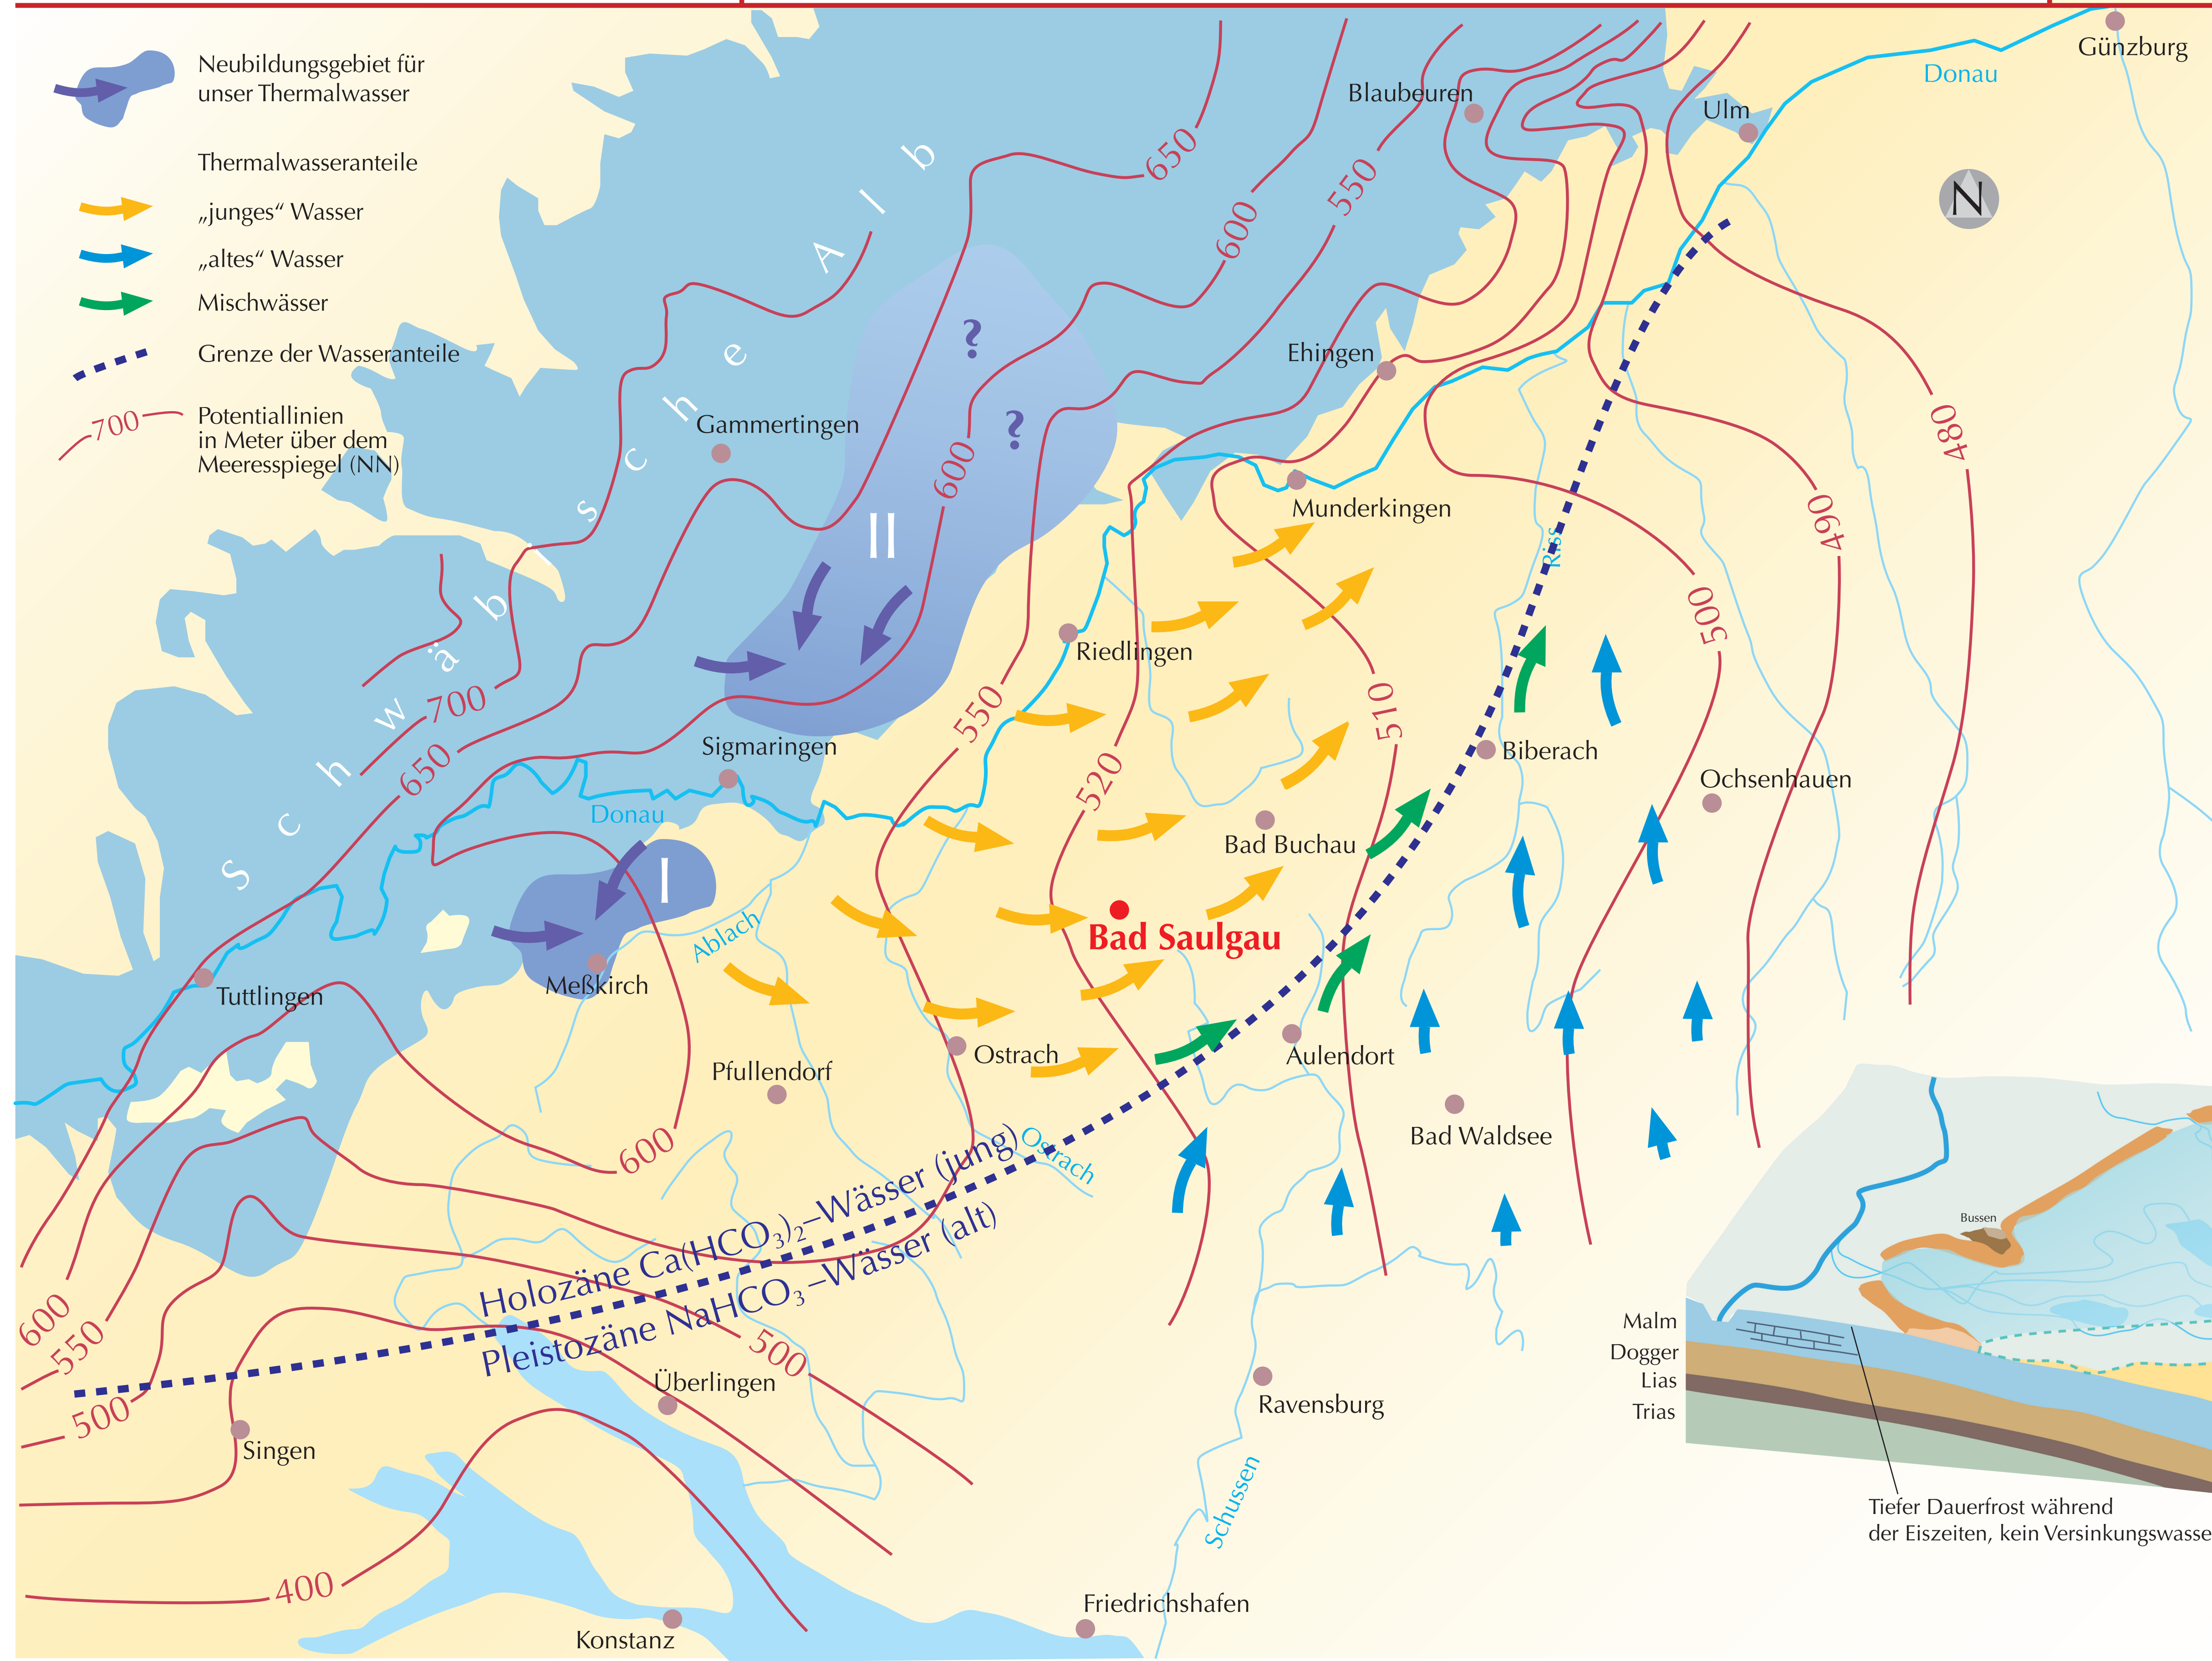 Neubildungsgebiet für
unser Thermalwasser
Thermalwasseranteile
„junges“ Wasser
„altes“ Wasser
Mischwässer
Grenze der Wasseranteile
700
Potentiallinien
in Meter über dem
Meeresspiegel (NN)
Schwäbische Alb
Günzburg
Donau
Blaubeuren
Ulm
N
650
600
550
Ehingen
?
?
Gammertingen
600
480
490
Munderkingen
II
Riss
500
Riedlingen
700
650
550
510
Sigmaringen
520
Biberach
Ochsenhauen
Donau
Bad Buchau
I
Ablach
Bad Saulgau
Meßkirch
Tuttlingen
Ostrach
Aulendort
Pfullendorf
Bad Waldsee
600
Ostrach
Holozäne Ca(HCO₃)₂–Wässer (jung)
Pleistozäne NaHCO₃–Wässer (alt)
600
550
500
500
Überlingen
Singen
Ravensburg
Schussen
400
Konstanz
Friedrichshafen
Bussen
Malm
Dogger
Lias
Trias
Tiefer Dauerfrost während
der Eiszeiten, kein Versinkungswasse